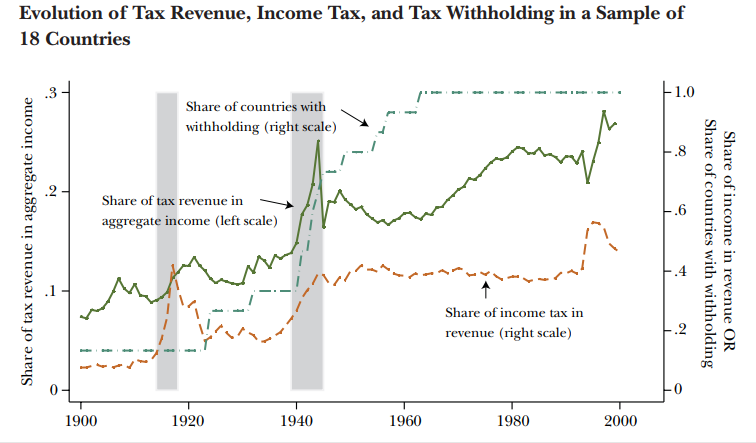 Evolution of Tax Revenue, Income Tax, and Tax Withholding in a Sample of
18 Countries
Share of tax revenue in aggregate income
.3
.2
.1
0
Share of countries with
withholding (right scale)
Share of tax revenue in
aggregate income (left scale)
Share of income tax in
revenue (right scale)
1.0
.8
.6
.4
.2
0
Share of income in revenue OR
Share of countries with withholding
1900
1920
1940
1960
1980
2000